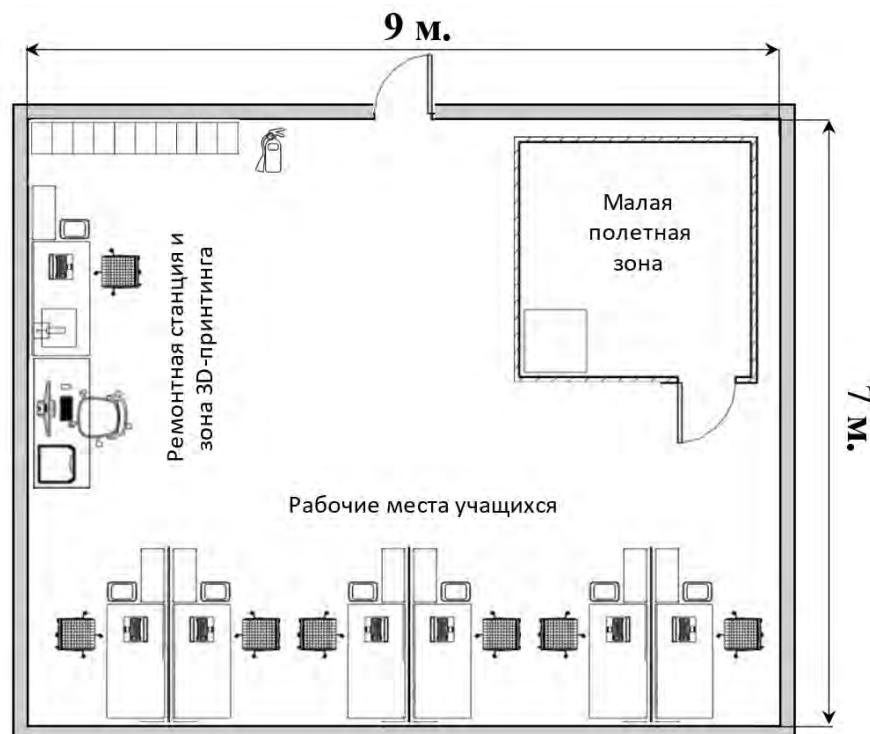 9 м.
Малая
полетная
зона
Ремонтная станция и
зона 3D-принтинга
7 м.
Рабочие места учащихся